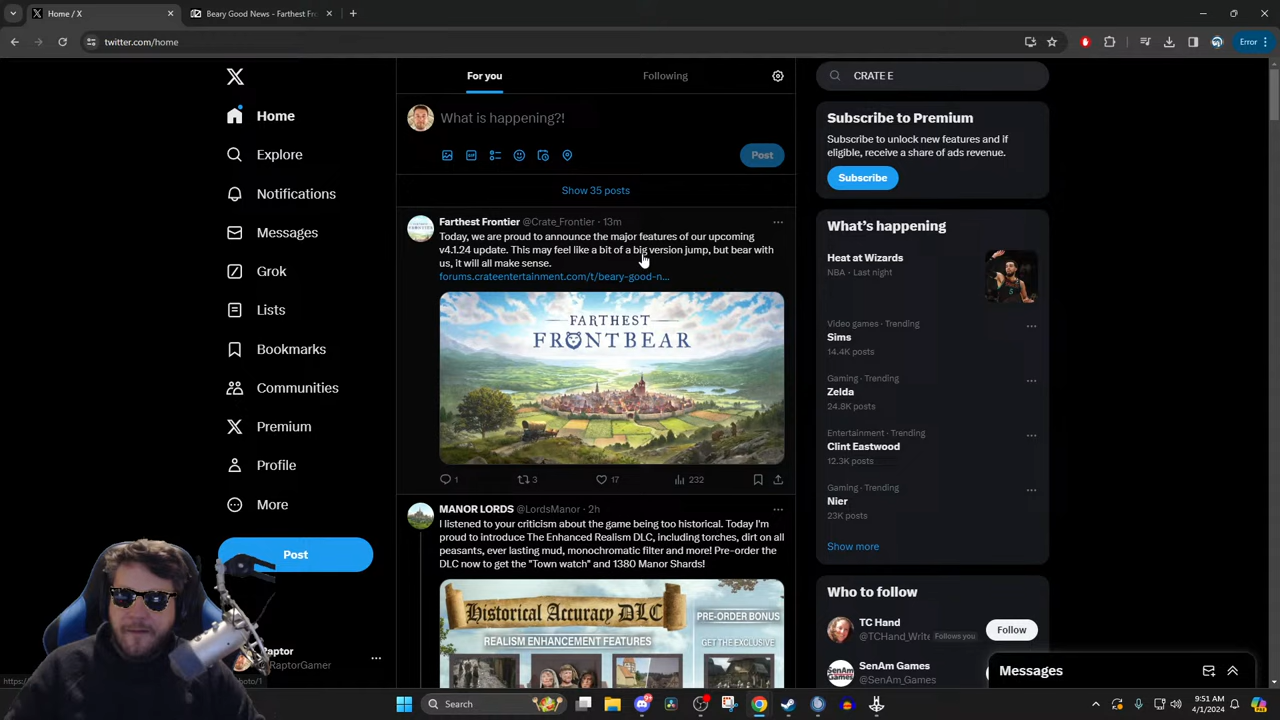 Home / X
Beary Good News - Farthest Fr
twitter.com/home
Error
For you
Following
CRATE E
Home
Explore
Notifications
Messages
Grok
Lists
Bookmarks
Communities
Premium
Profile
More
Post
What is happening?!
Post
Show 35 posts
Farthest Frontier @Crate_Frontier · 13m
Today, we are proud to announce the major features of our upcoming
v4.1.24 update. This may feel like a bit of a big version jump, but bear with
us, it will all make sense.
forums.crateentertainment.com/t/beary-good-n...
FARTHEST
FRONTBEAR
1
3
17
232
MANOR LORDS @LordsManor · 2h
I listened to your criticism about the game being too historical. Today I'm
proud to introduce The Enhanced Realism DLC, including torches, dirt on all
peasants, ever lasting mud, monochromatic filter and more! Pre-order the
DLC now to get the "Town watch" and 1380 Manor Shards!
Historical Accuracy DLC
REALISM ENHANCEMENT FEATURES
PRE-ORDER BONUS
GET THE EXCLUSIVE
Subscribe to Premium
Subscribe to unlock new features and if
eligible, receive a share of ads revenue.
Subscribe
What's happening
Heat at Wizards
NBA · Last night
Video games · Trending
Sims
14.4K posts
Gaming · Trending
Zelda
24.8K posts
Entertainment · Trending
Clint Eastwood
12.3K posts
Gaming · Trending
Nier
23K posts
Show more
Who to follow
TC Hand
@TCHand_Write
Follows you
Follow
SenAm Games
@SenAm_Games
Messages
Raptor
RaptorGamer
Search
9:51 AM
4/1/2024